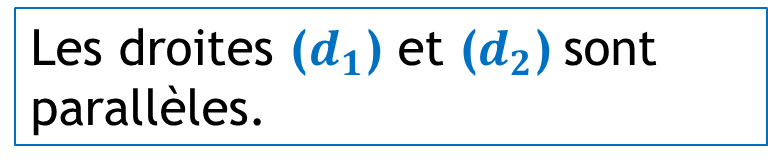 Les droites (d₁) et (d₂) sont
parallèles.